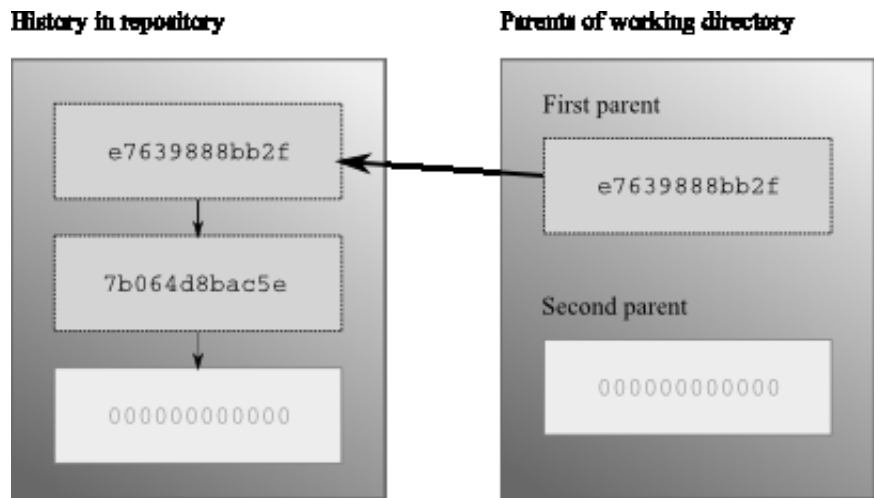 History in repository
e7639888bb2f
7b064d8bac5e
000000000000
Parents of working directory
First parent
e7639888bb2f
Second parent
000000000000